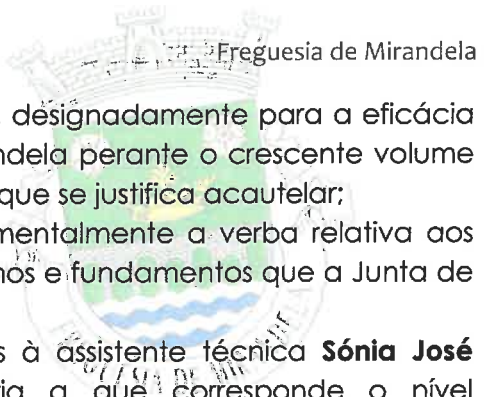 Freguesia de Mirandela
designadamente para a eficácia
ndela perante o crescente volume
que se justifica acautelar;
mentalmente a verba relativa aos
nos e fundamentos que a Junta de
s à assistente técnica Sónia José
ria a que corresponde o nível